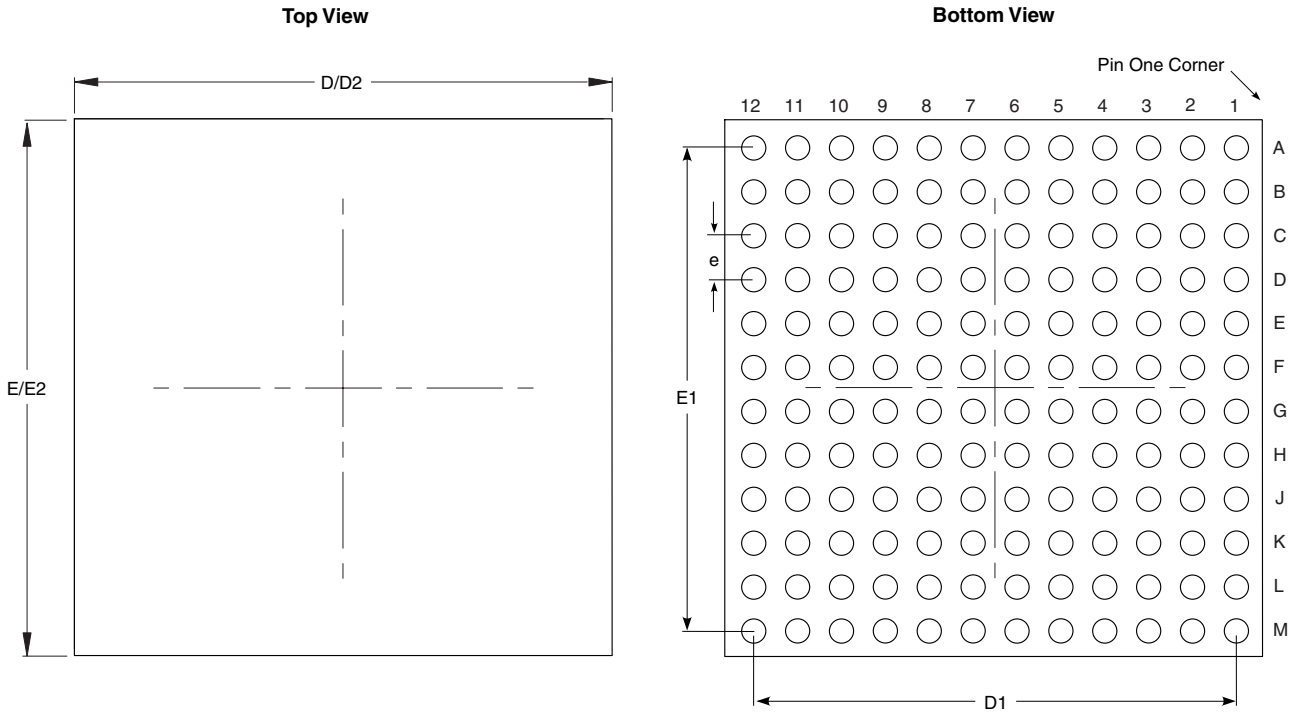 Top View
Bottom View
Pin One Corner
D/D2
12 11 10 9 8 7 6 5 4 3 2 1
A
B
C
e
D
E
F
E/E2
E1
G
H
J
K
L
M
D1